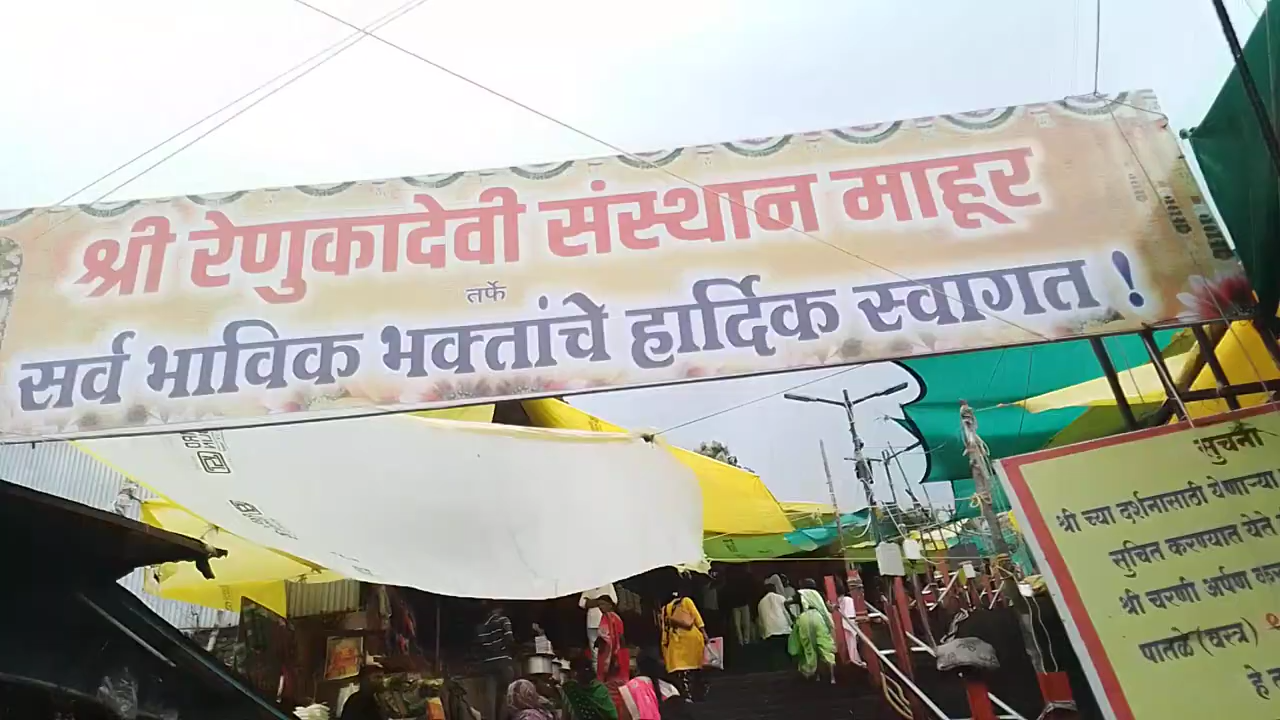 श्री रेणुकादेवी संस्थान माहूर
तर्फे
सर्व भाविक भक्तांचे हार्दिक स्वागत !
सुचना
श्री च्या दर्शनासाठी येणाऱ्या
सुचित करण्यात येते
श्री चरणी अर्पण
पातळे (वस्त्र)
हे